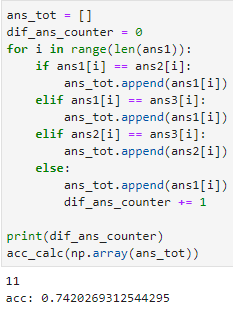 ans_tot = []
dif_ans_counter = 0
for i in range(len(ans1)):
    if ans1[i] == ans2[i]:
        ans_tot.append(ans1[i])
    elif ans1[i] == ans3[i]:
        ans_tot.append(ans1[i])
    elif ans2[i] == ans3[i]:
        ans_tot.append(ans2[i])
    else:
        ans_tot.append(ans1[i])
        dif_ans_counter += 1

print(dif_ans_counter)
acc_calc(np.array(ans_tot))
11
acc: 0.7420269312544295